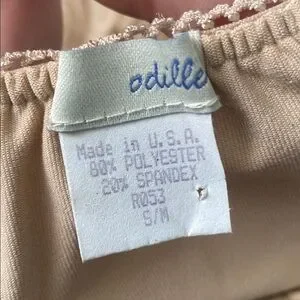 odille
Made in U.S.A.
80% POLYESTER
20% SPANDEX
R053
S/M